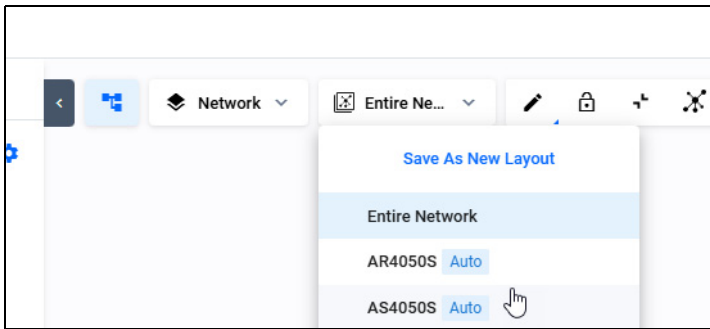 Network
Entire Ne...
Save As New Layout
Entire Network
AR4050S Auto
AS4050S Auto